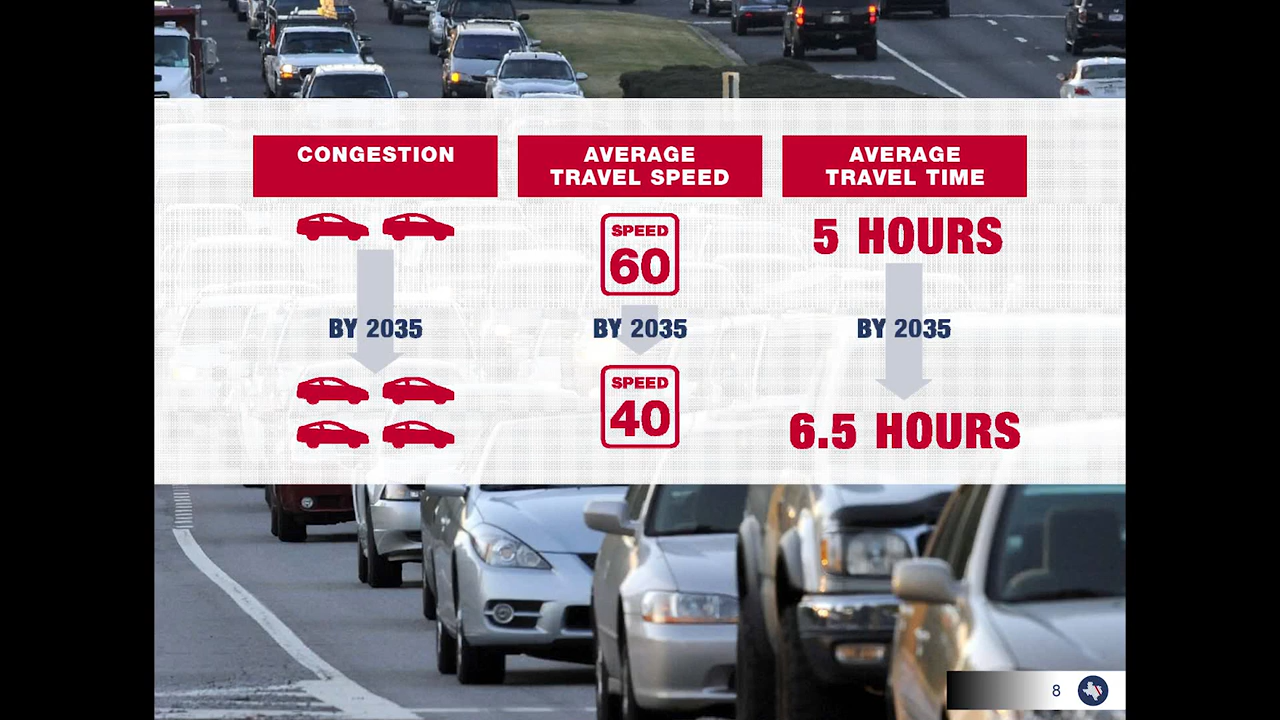 CONGESTION
AVERAGE
TRAVEL SPEED
AVERAGE
TRAVEL TIME
SPEED
60
5 HOURS
BY 2035
BY 2035
BY 2035
SPEED
40
6.5 HOURS
8